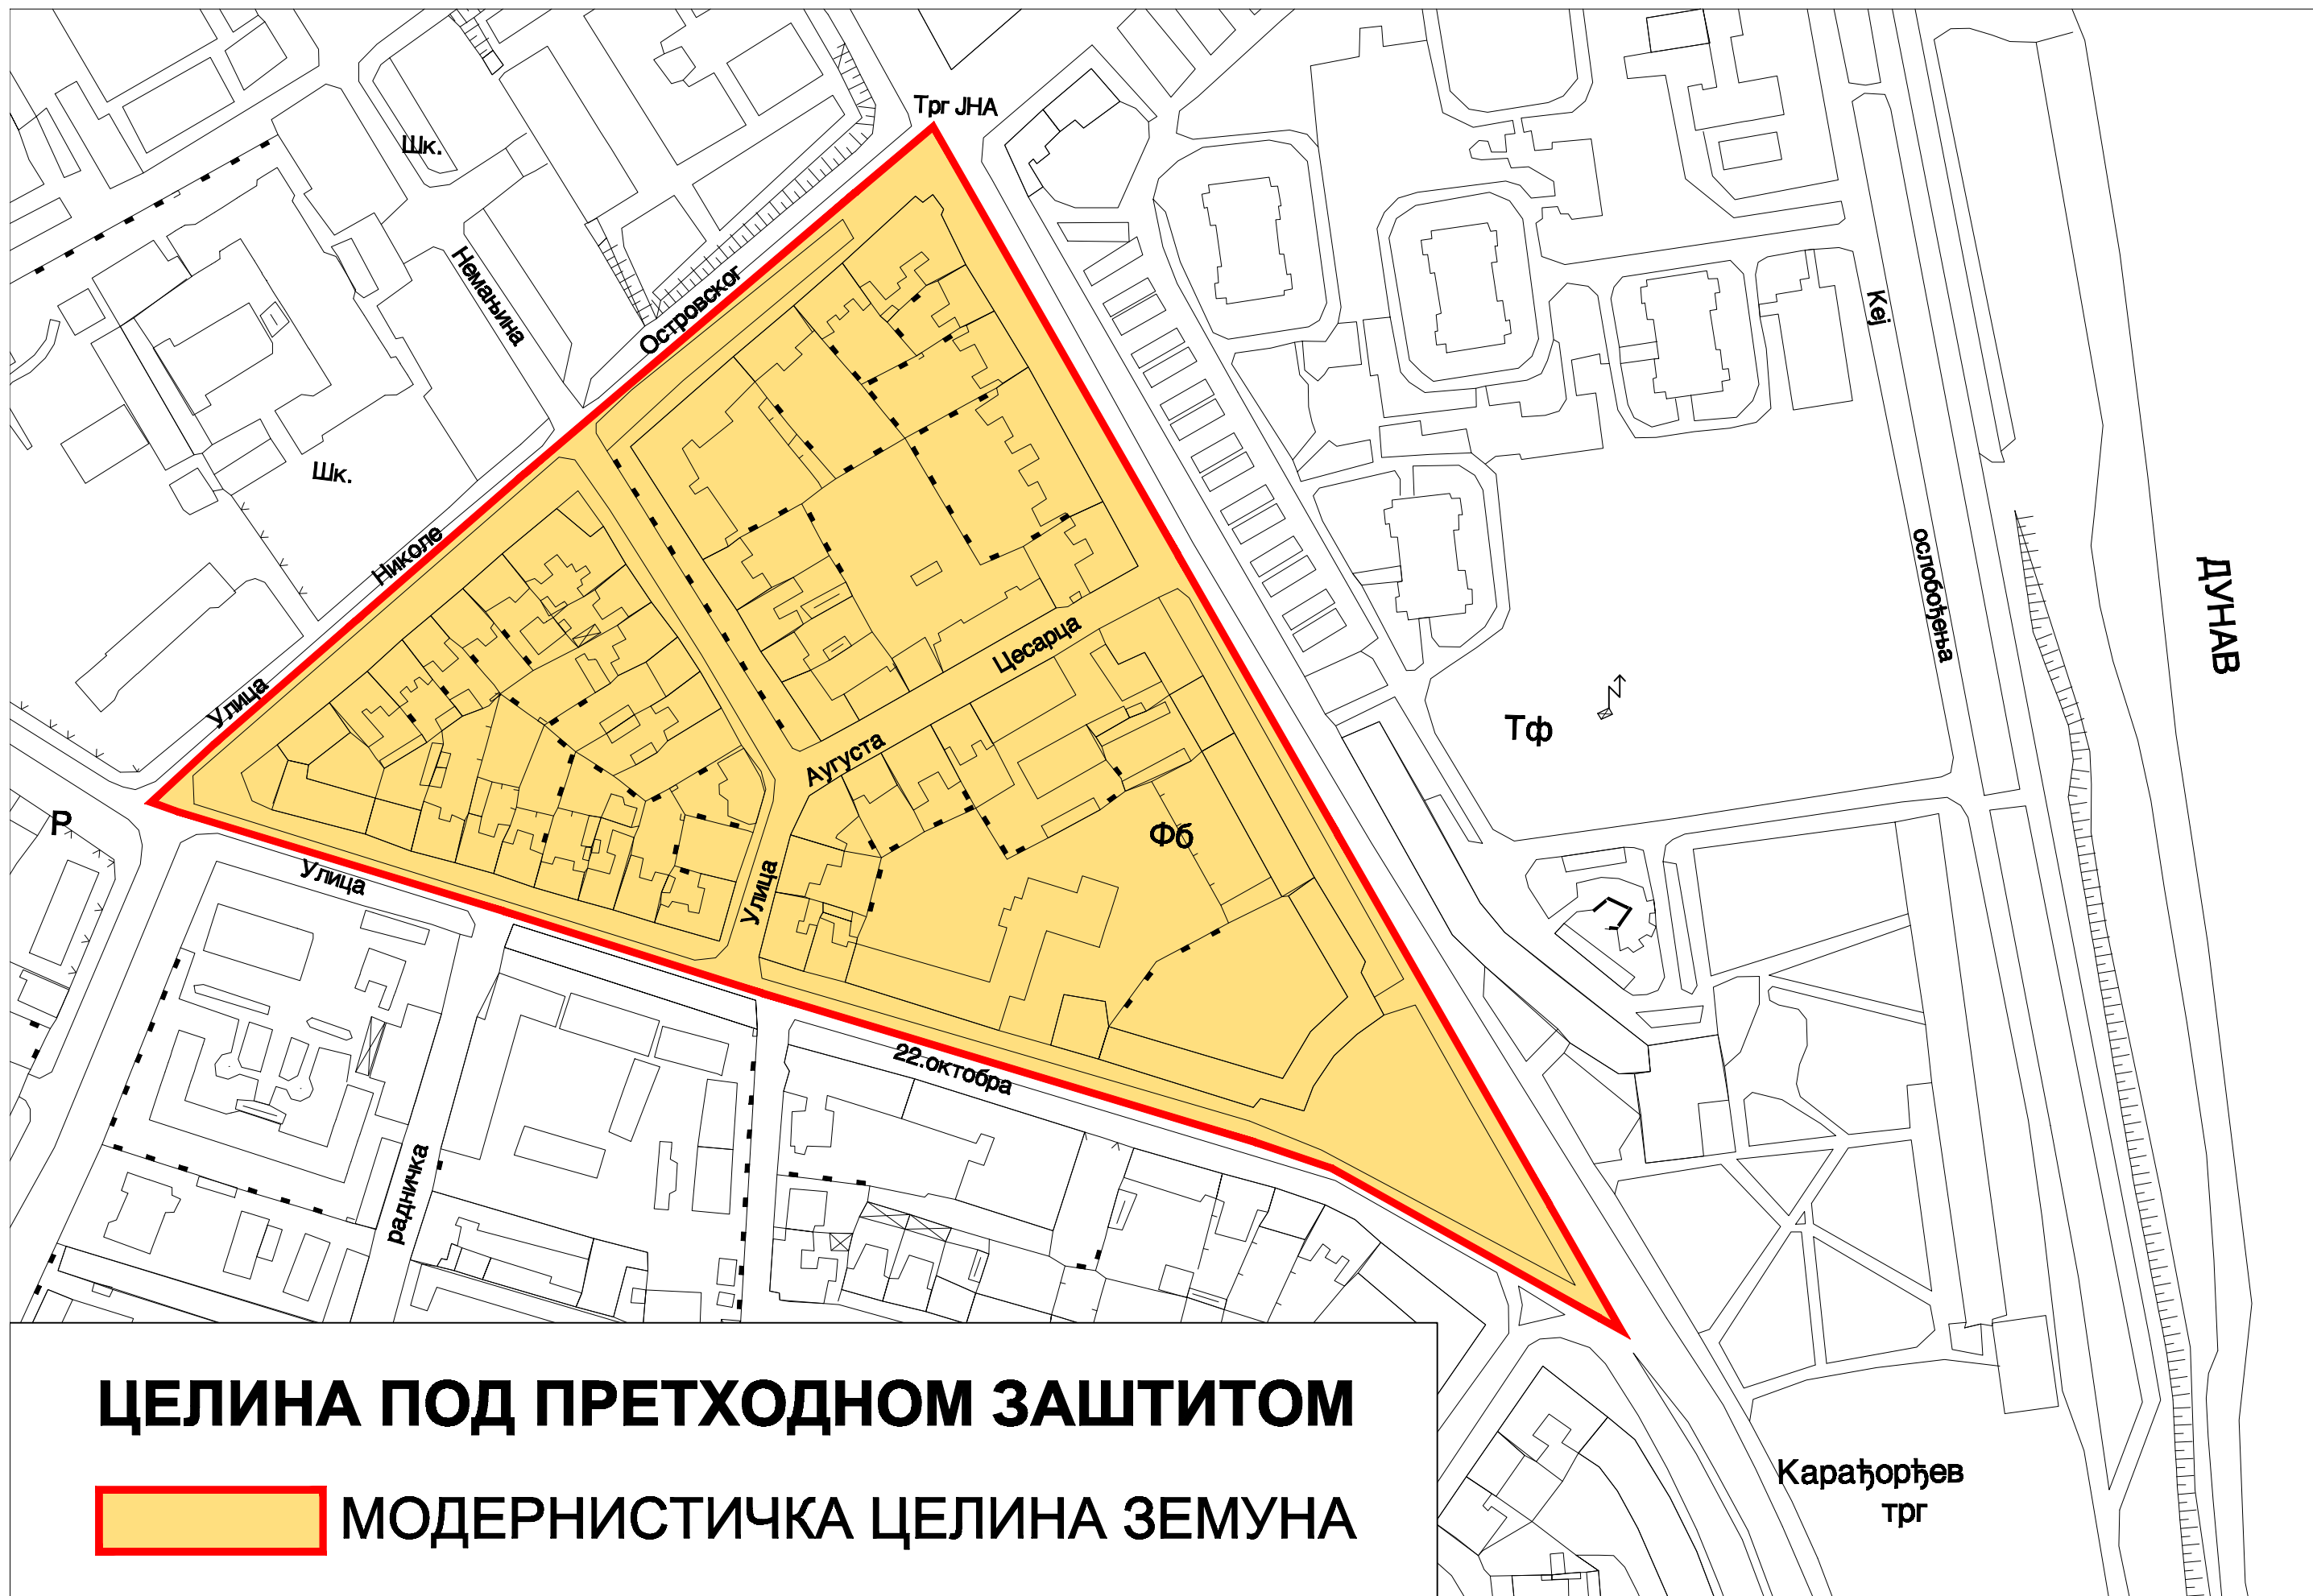 Трг ЈНА
Шк.
Немањина
Островског
Кеј
Шк.
Николе
ослобођења
ДУНАВ
Цесарца
Улица
Тф
Аугуста
Р
Фб
Улица
Улица
22.октобра
радничка
ЦЕЛИНА ПОД ПРЕТХОДНОМ ЗАШТИТОМ
МОДЕРНИСТИЧКА ЦЕЛИНА ЗЕМУНА
Карађорђев
трг